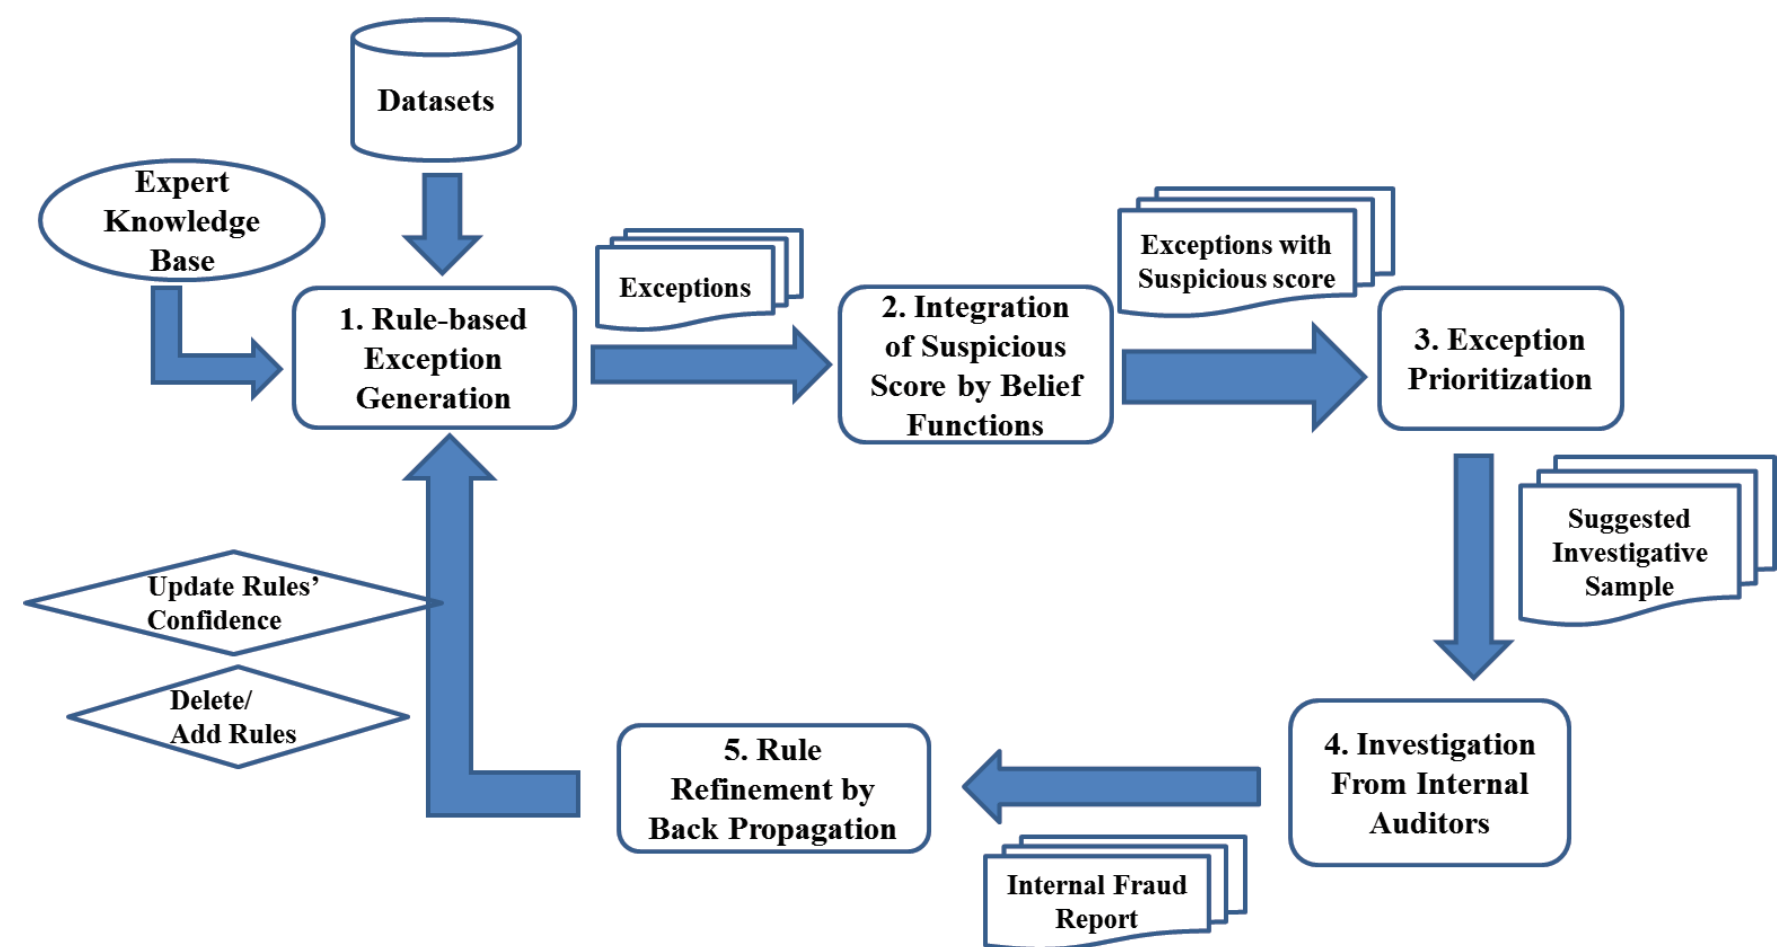 Datasets
Expert
Knowledge
Base
1. Rule-based
Exception
Generation
Exceptions
2. Integration
of Suspicious
Score by Belief
Functions
Exceptions with
Suspicious score
3. Exception
Prioritization
Suggested
Investigative
Sample
4. Investigation
From Internal
Auditors
Internal Fraud
Report
5. Rule
Refinement by
Back Propagation
Update Rules’
Confidence
Delete/
Add Rules